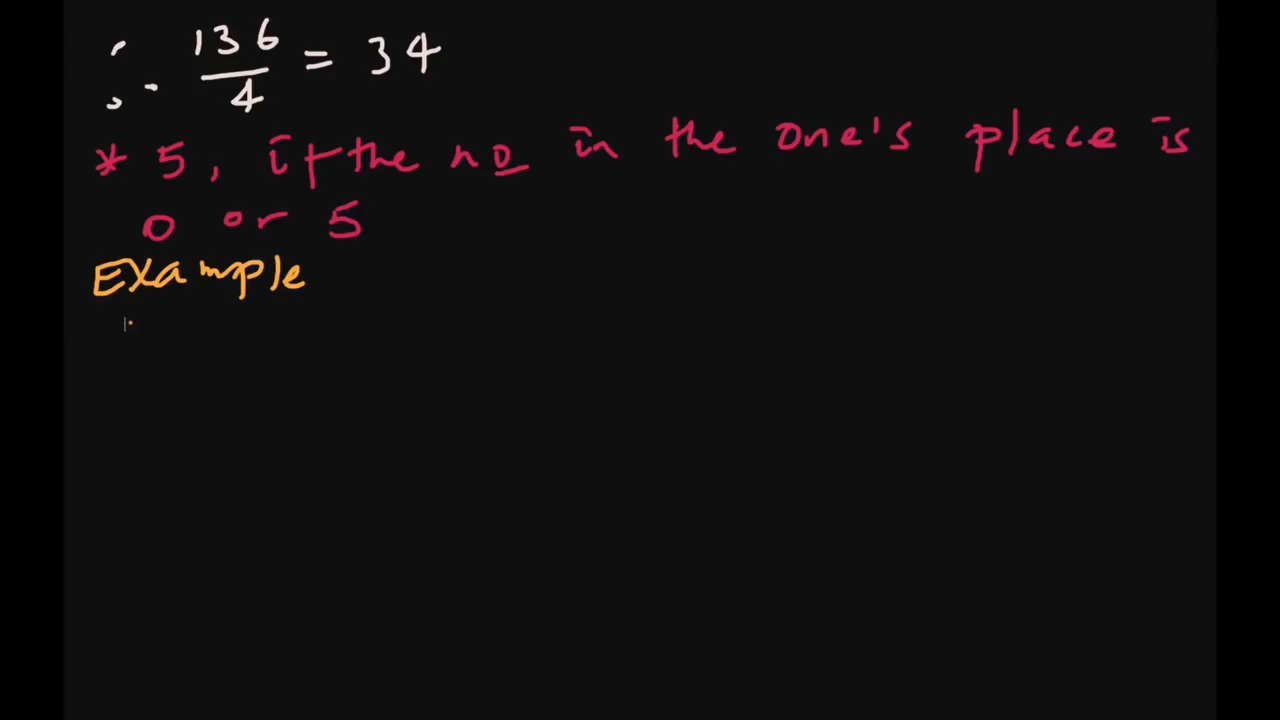 ∴ 136/4 = 34
* 5, if the no in the one's place is
0 or 5
Example